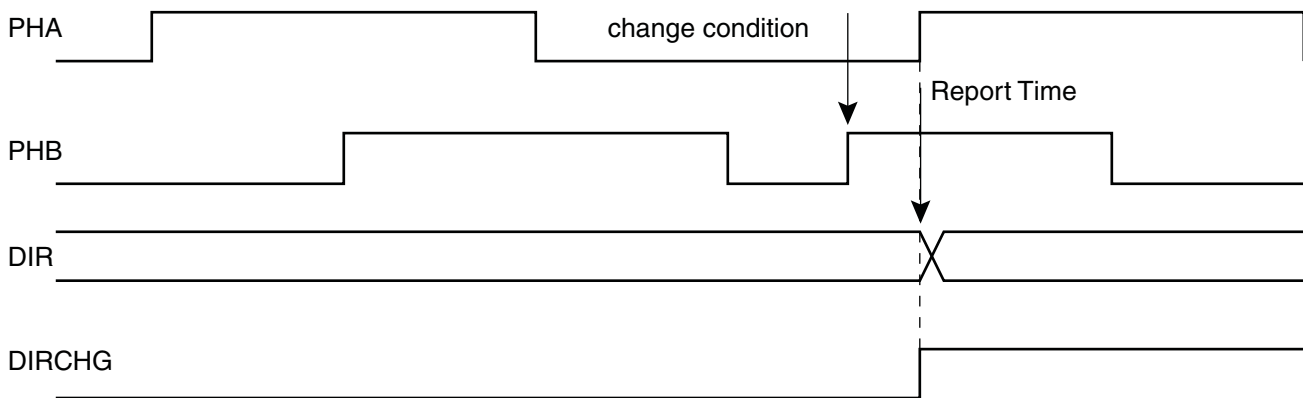 PHA
change condition
Report Time
PHB
DIR
DIRCHG